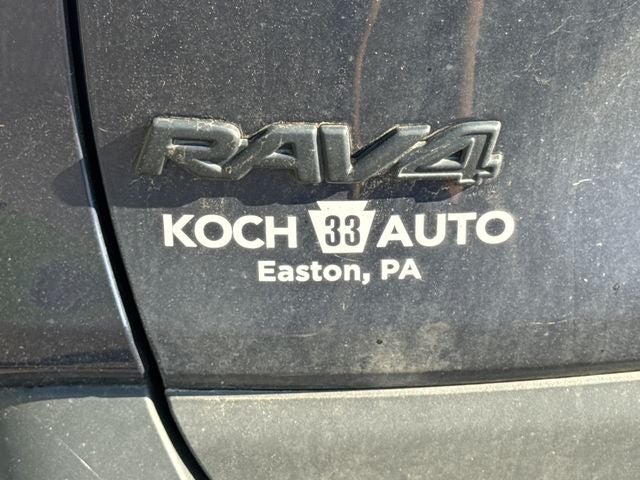 RAV4
KOCH 33 AUTO
Easton, PA